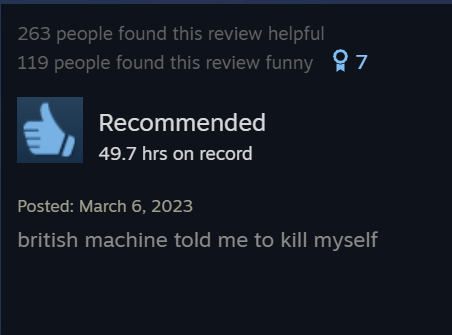 263 people found this review helpful
119 people found this review funny 7
Recommended
49.7 hrs on record
Posted: March 6, 2023
british machine told me to kill myself